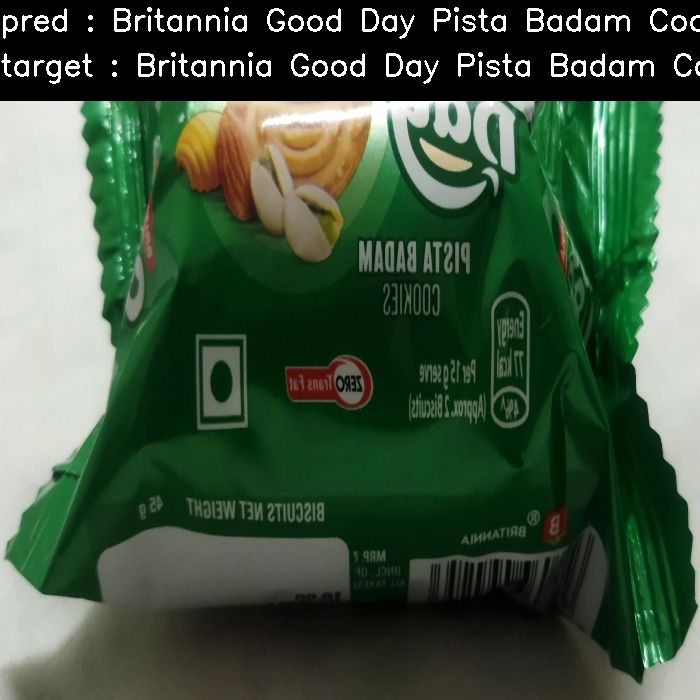 pred : Britannia Good Day Pista Badam Coo
target : Britannia Good Day Pista Badam Co
Day
PISTA BADAM
COOKIES
Energy
77 kcal
4%^
Per 15 g serve
(Approx. 2 Biscuits)
ZERO Trans Fat
BISCUITS NET WEIGHT 45 g
B
BRITANNIA®
MRP ₹
(INCL. OF
ALL TAXES)